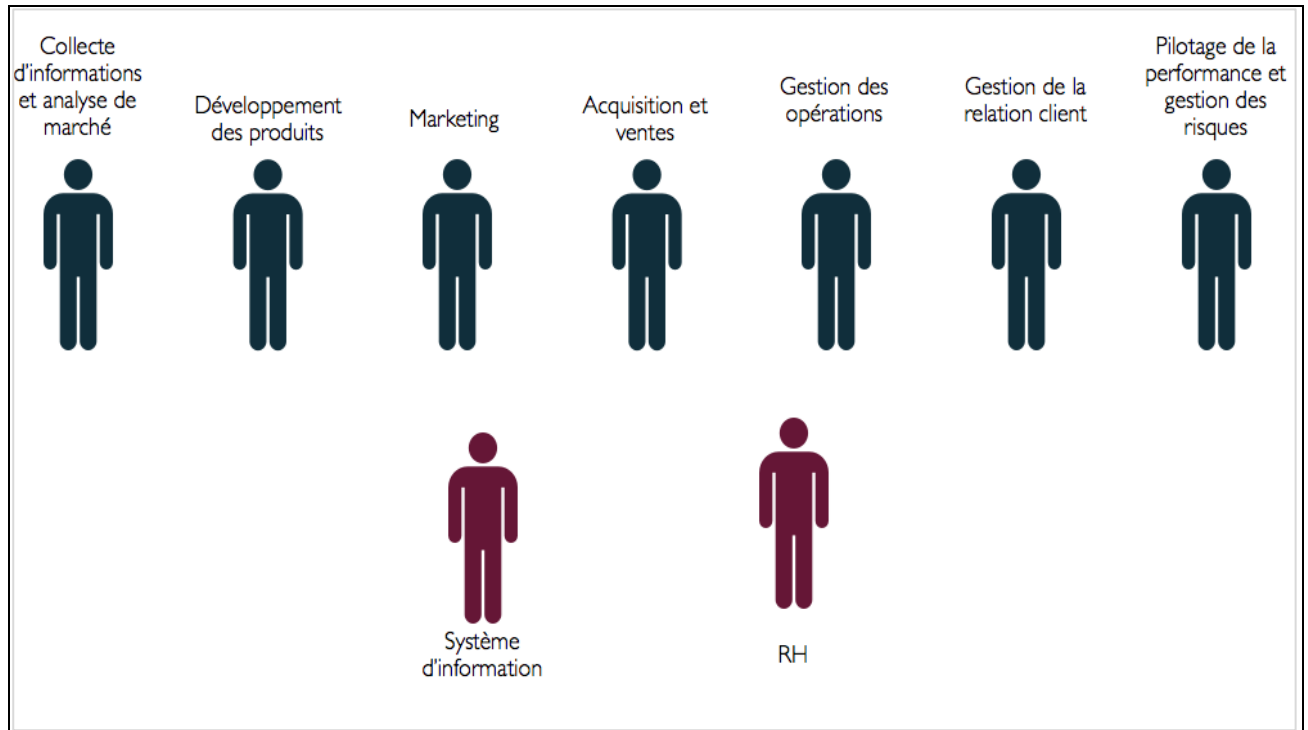 Collecte
d'informations
et analyse de
marché
Développement
des produits
Marketing
Acquisition et
ventes
Gestion des
opérations
Gestion de la
relation client
Pilotage de la
performance et
gestion des
risques
Système
d'information
RH